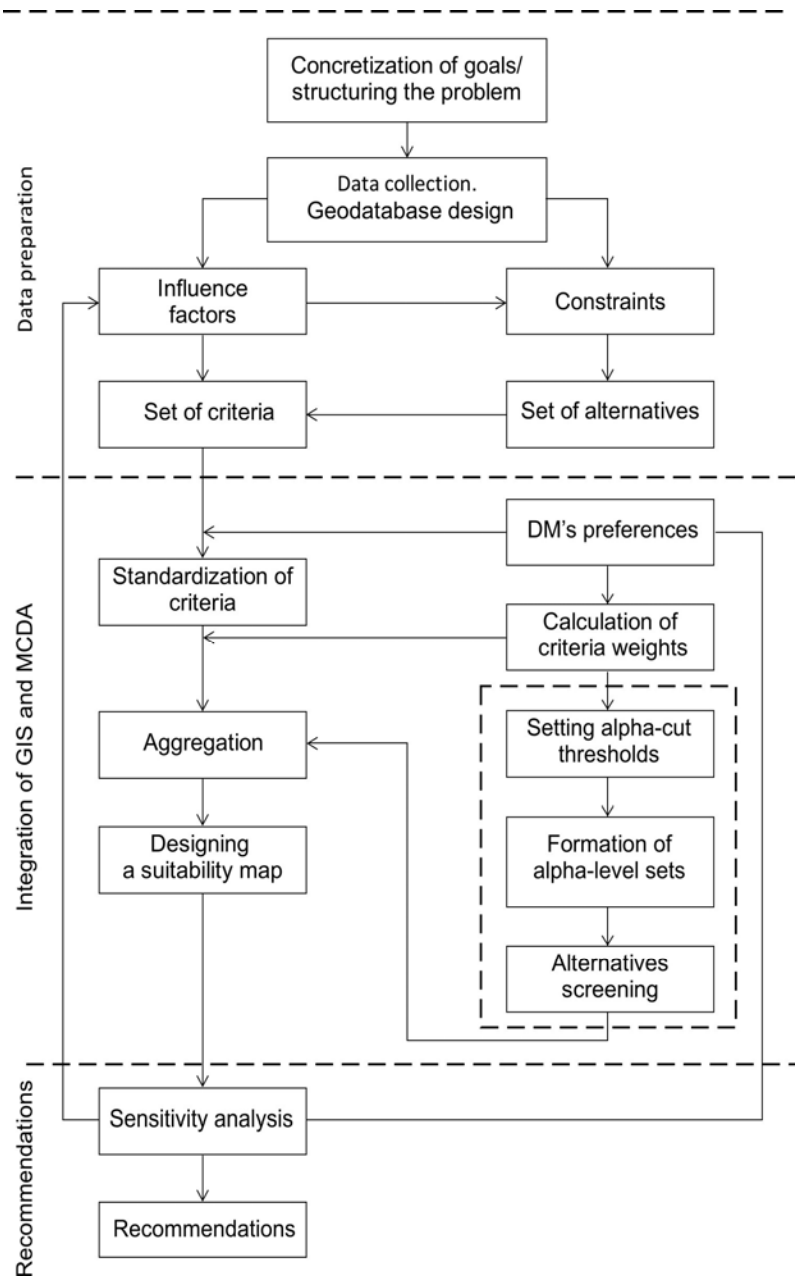 Concretization of goals/
structuring the problem
Data collection.
Geodatabase design
Data preparation
Influence
factors
Constraints
Set of criteria
Set of alternatives
Integration of GIS and MCDA
DM’s preferences
Standardization of
criteria
Calculation of
criteria weights
Aggregation
Setting alpha-cut
thresholds
Designing
a suitability map
Formation of
alpha-level sets
Alternatives
screening
Recommendations
Sensitivity analysis
Recommendations